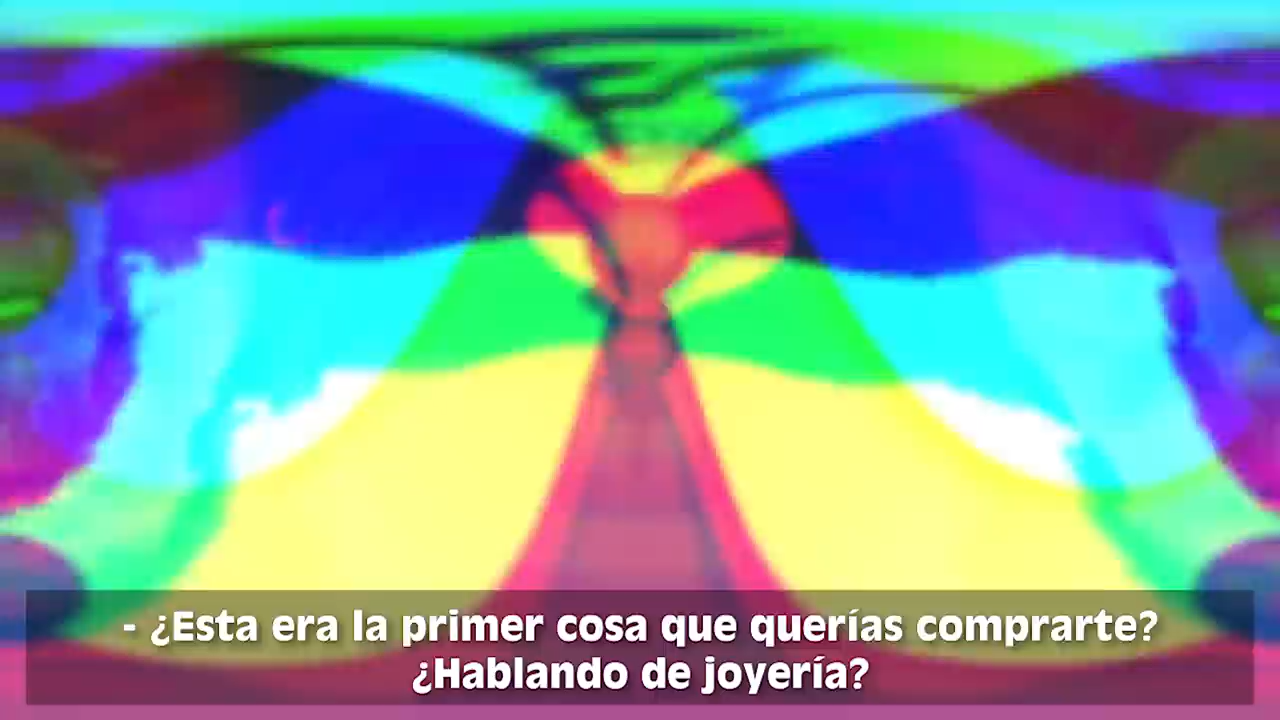 - ¿Esta era la primer cosa que querías comprarte?
¿Hablando de joyería?